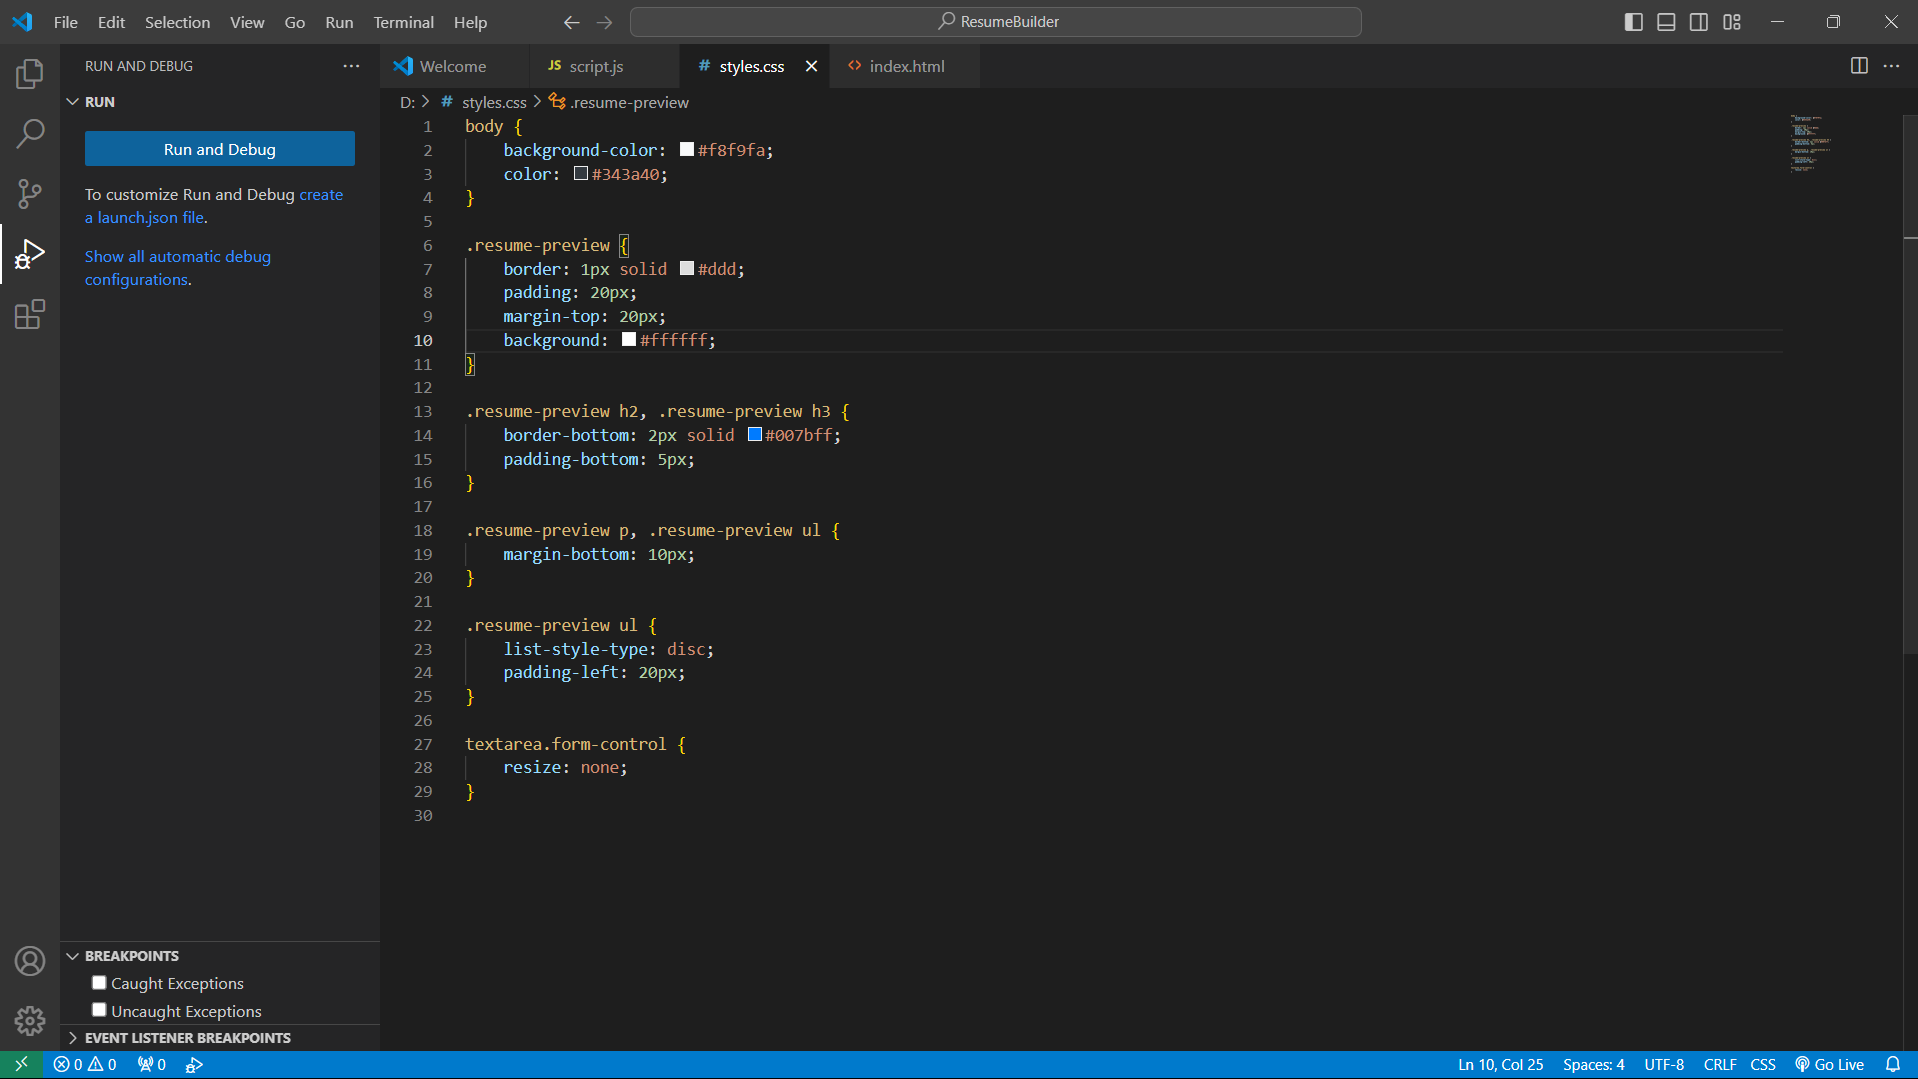 File Edit Selection View Go Run Terminal Help
ResumeBuilder
RUN AND DEBUG
RUN
Run and Debug
To customize Run and Debug create
a launch.json file.
Show all automatic debug
configurations.
BREAKPOINTS
Caught Exceptions
Uncaught Exceptions
EVENT LISTENER BREAKPOINTS
Welcome
JS script.js
# styles.css
<> index.html
D: > # styles.css > .resume-preview
1 body {
2 background-color: #f8f9fa;
3 color: #343a40;
4 }
5
6 .resume-preview {
7 border: 1px solid #ddd;
8 padding: 20px;
9 margin-top: 20px;
10 background: #ffffff;
11 }
12
13 .resume-preview h2, .resume-preview h3 {
14 border-bottom: 2px solid #007bff;
15 padding-bottom: 5px;
16 }
17
18 .resume-preview p, .resume-preview ul {
19 margin-bottom: 10px;
20 }
21
22 .resume-preview ul {
23 list-style-type: disc;
24 padding-left: 20px;
25 }
26
27 textarea.form-control {
28 resize: none;
29 }
30
0 0 0
Ln 10, Col 25 Spaces: 4 UTF-8 CRLF CSS Go Live